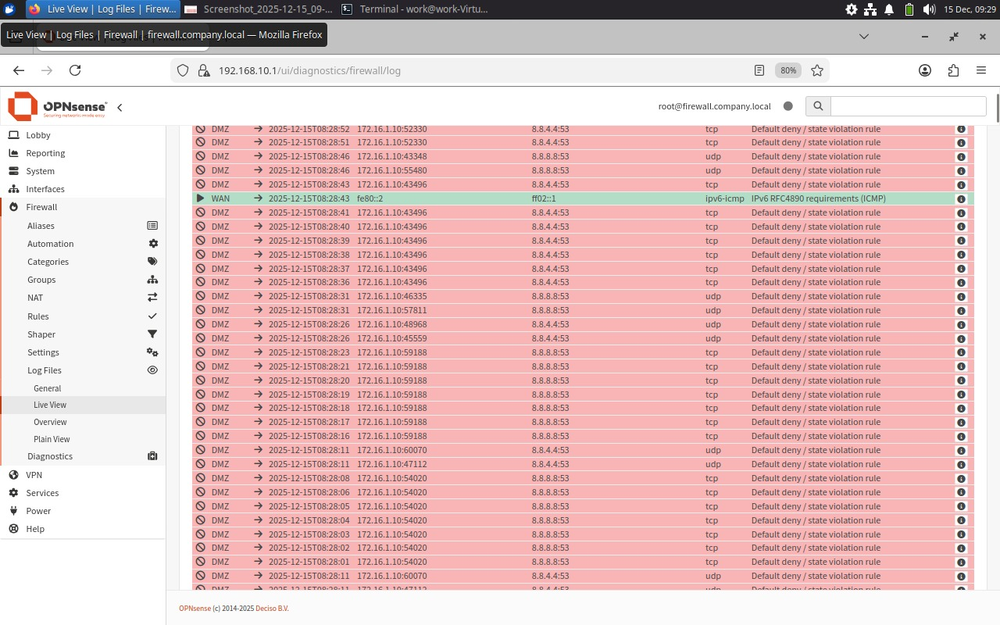 Live View | Log Files | Firew...
Screenshot_2025-12-15_09-...
Terminal - work@work-Virtu...
15 Dec, 09:29
Live View | Log Files | Firewall | firewall.company.local — Mozilla Firefox
192.168.10.1/ui/diagnostics/firewall/log
80%
OPNsense
Securing networks made easy
root@firewall.company.local
Lobby
Reporting
System
Interfaces
Firewall
Aliases
Automation
Categories
Groups
NAT
Rules
Shaper
Settings
Log Files
General
Live View
Overview
Plain View
Diagnostics
VPN
Services
Power
Help
DMZ 2025-12-15T08:28:52 172.16.1.10:52330 8.8.4.4:53 tcp Default deny / state violation rule
DMZ 2025-12-15T08:28:51 172.16.1.10:52330 8.8.4.4:53 tcp Default deny / state violation rule
DMZ 2025-12-15T08:28:46 172.16.1.10:43348 8.8.8.8:53 udp Default deny / state violation rule
DMZ 2025-12-15T08:28:46 172.16.1.10:55480 8.8.8.8:53 udp Default deny / state violation rule
DMZ 2025-12-15T08:28:43 172.16.1.10:43496 8.8.4.4:53 tcp Default deny / state violation rule
WAN 2025-12-15T08:28:43 fe80::2 ff02::1 ipv6-icmp IPv6 RFC4890 requirements (ICMP)
DMZ 2025-12-15T08:28:41 172.16.1.10:43496 8.8.4.4:53 tcp Default deny / state violation rule
DMZ 2025-12-15T08:28:40 172.16.1.10:43496 8.8.4.4:53 tcp Default deny / state violation rule
DMZ 2025-12-15T08:28:39 172.16.1.10:43496 8.8.4.4:53 tcp Default deny / state violation rule
DMZ 2025-12-15T08:28:38 172.16.1.10:43496 8.8.4.4:53 tcp Default deny / state violation rule
DMZ 2025-12-15T08:28:37 172.16.1.10:43496 8.8.4.4:53 tcp Default deny / state violation rule
DMZ 2025-12-15T08:28:36 172.16.1.10:43496 8.8.4.4:53 tcp Default deny / state violation rule
DMZ 2025-12-15T08:28:31 172.16.1.10:46335 8.8.8.8:53 udp Default deny / state violation rule
DMZ 2025-12-15T08:28:31 172.16.1.10:57811 8.8.8.8:53 udp Default deny / state violation rule
DMZ 2025-12-15T08:28:26 172.16.1.10:48968 8.8.4.4:53 udp Default deny / state violation rule
DMZ 2025-12-15T08:28:26 172.16.1.10:45559 8.8.4.4:53 udp Default deny / state violation rule
DMZ 2025-12-15T08:28:23 172.16.1.10:59188 8.8.8.8:53 tcp Default deny / state violation rule
DMZ 2025-12-15T08:28:21 172.16.1.10:59188 8.8.8.8:53 tcp Default deny / state violation rule
DMZ 2025-12-15T08:28:20 172.16.1.10:59188 8.8.8.8:53 tcp Default deny / state violation rule
DMZ 2025-12-15T08:28:19 172.16.1.10:59188 8.8.8.8:53 tcp Default deny / state violation rule
DMZ 2025-12-15T08:28:18 172.16.1.10:59188 8.8.8.8:53 tcp Default deny / state violation rule
DMZ 2025-12-15T08:28:17 172.16.1.10:59188 8.8.8.8:53 tcp Default deny / state violation rule
DMZ 2025-12-15T08:28:16 172.16.1.10:59188 8.8.8.8:53 tcp Default deny / state violation rule
DMZ 2025-12-15T08:28:11 172.16.1.10:60070 8.8.4.4:53 udp Default deny / state violation rule
DMZ 2025-12-15T08:28:11 172.16.1.10:47112 8.8.4.4:53 udp Default deny / state violation rule
DMZ 2025-12-15T08:28:08 172.16.1.10:54020 8.8.8.8:53 tcp Default deny / state violation rule
DMZ 2025-12-15T08:28:06 172.16.1.10:54020 8.8.8.8:53 tcp Default deny / state violation rule
DMZ 2025-12-15T08:28:05 172.16.1.10:54020 8.8.8.8:53 tcp Default deny / state violation rule
DMZ 2025-12-15T08:28:04 172.16.1.10:54020 8.8.8.8:53 tcp Default deny / state violation rule
DMZ 2025-12-15T08:28:03 172.16.1.10:54020 8.8.8.8:53 tcp Default deny / state violation rule
DMZ 2025-12-15T08:28:02 172.16.1.10:54020 8.8.8.8:53 tcp Default deny / state violation rule
DMZ 2025-12-15T08:28:01 172.16.1.10:54020 8.8.8.8:53 tcp Default deny / state violation rule
DMZ 2025-12-15T08:28:11 172.16.1.10:60070 8.8.4.4:53 udp Default deny / state violation rule
DMZ 2025-12-15T08:28:11 172.16.1.10:47112 8.8.4.4:53 udp Default deny / state violation rule
OPNsense (c) 2014-2025 Deciso B.V.